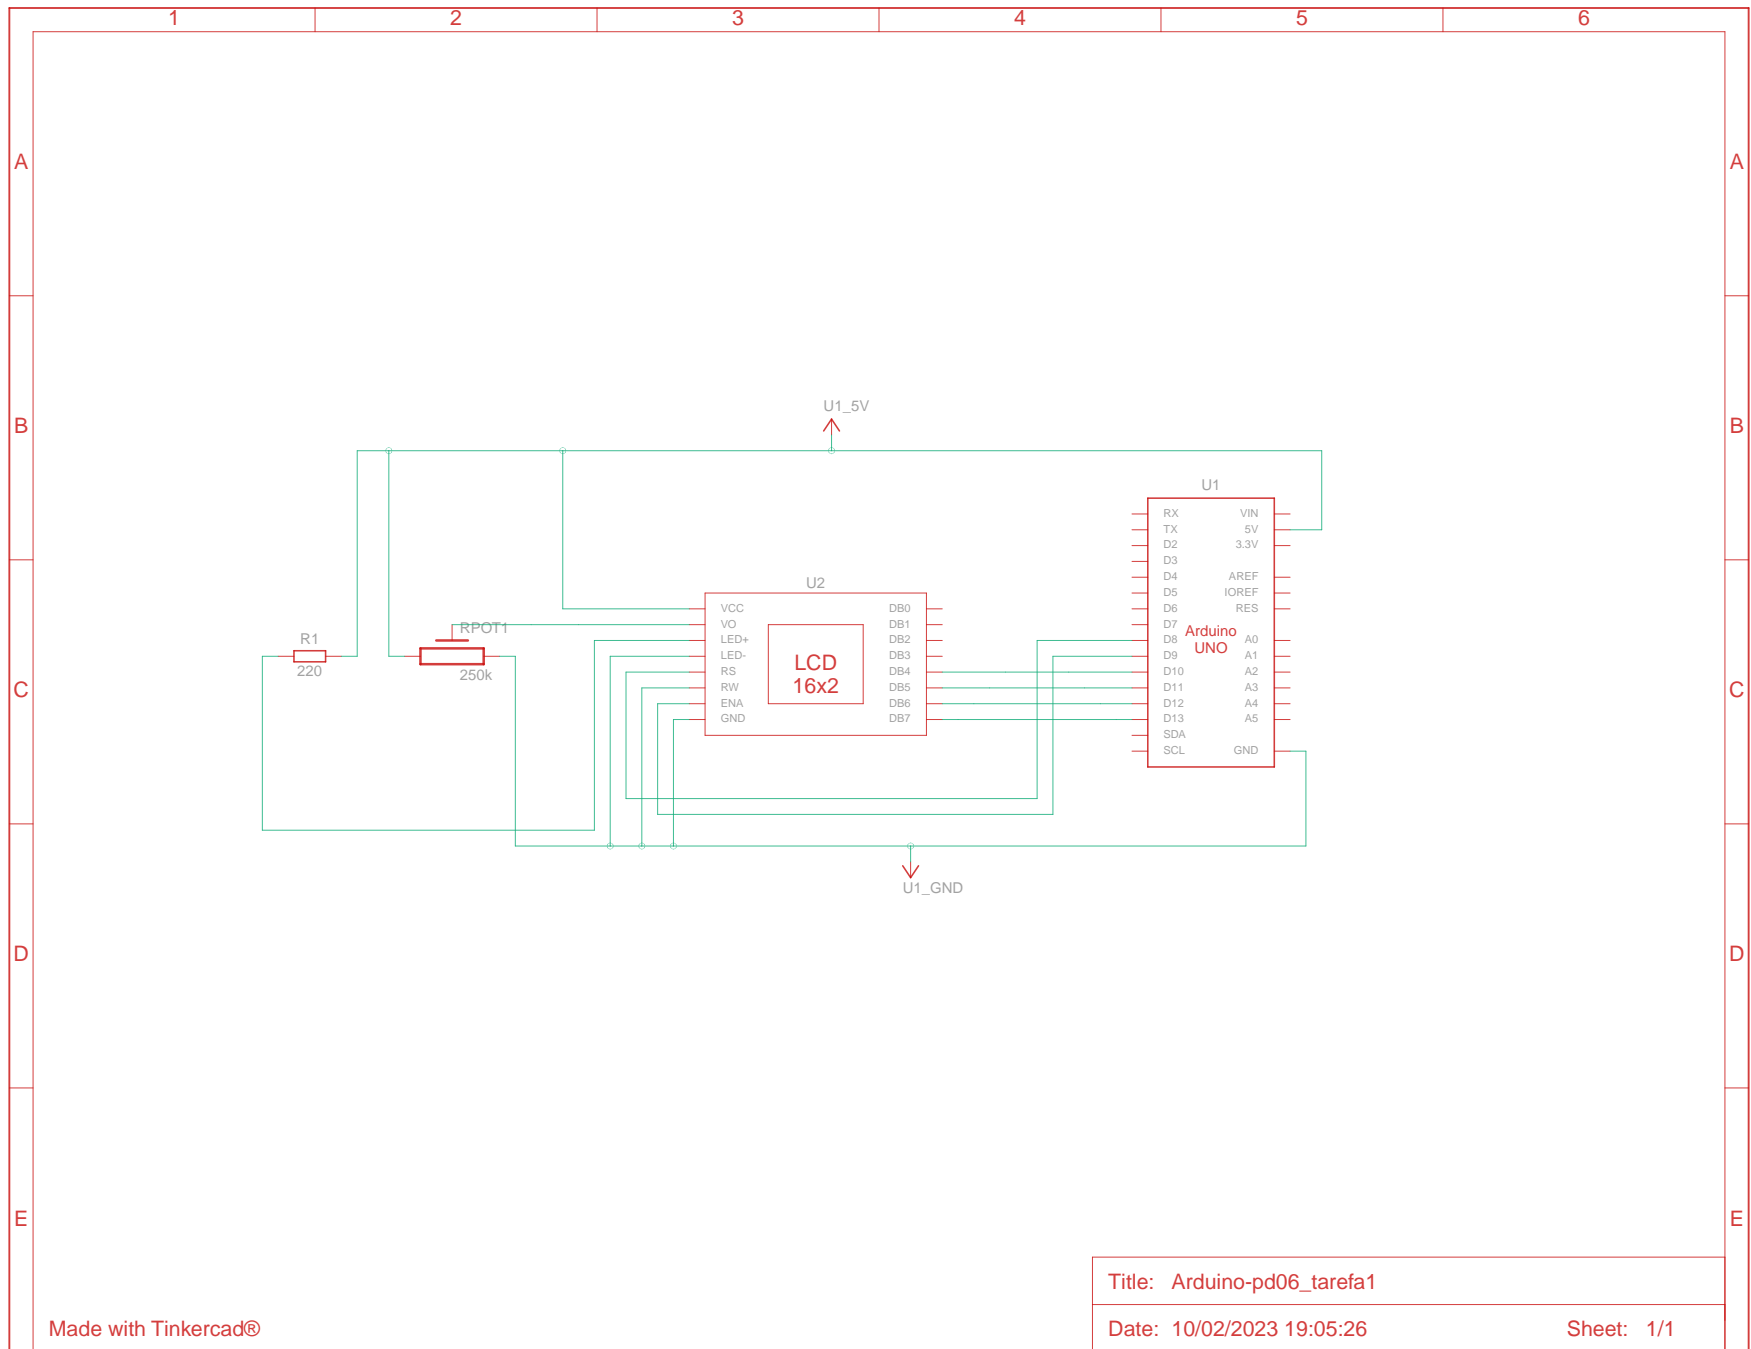 1 2 3 4 5 6
A A
B B
C C
D D
E E
U1_5V
U1
RX VIN
TX 5V
D2 3.3V
D3
D4 AREF
D5 IOREF
D6 RES
D7
Arduino
UNO
D8 A0
D9 A1
D10 A2
D11 A3
D12 A4
D13 A5
SDA
SCL GND
U2
VCC DB0
VO DB1
LED+ DB2
LED- DB3
RS DB4
RW DB5
ENA DB6
GND DB7
LCD
16x2
R1
220
RPOT1
250k
U1_GND
Title: Arduino-pd06_tarefa1
Made with Tinkercad®
Date: 10/02/2023 19:05:26 Sheet: 1/1